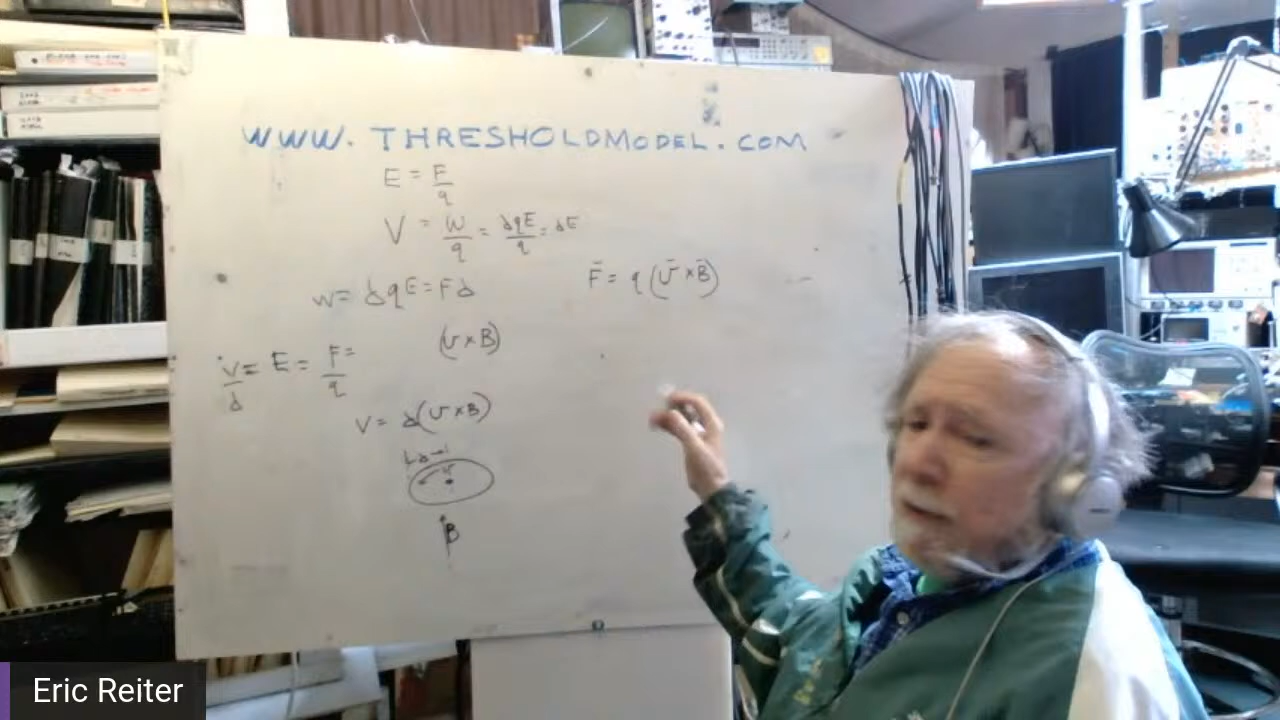 WWW. THRESHOLDMODEL.COM
E = F/q
V = W/q = dqE/q = dE
W = dqE = Fd
F̄ = q(v̄ × B̄)
(v × B)
V/d = E = F/q =
V = d(v × B)
d
v
B
Eric Reiter